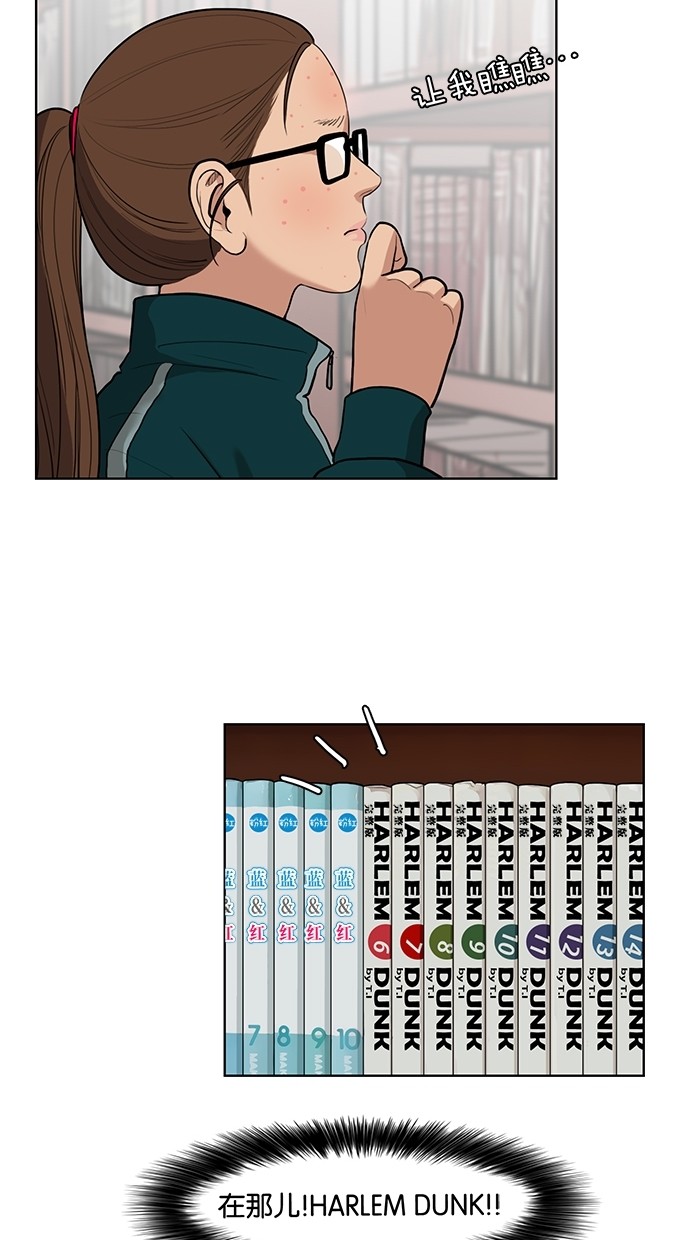 让我瞧瞧...
粉红
粉红
粉红
粉红
蓝&红
蓝&红 7
蓝&红 8
蓝&红 9
蓝&红 10
完整版 HARLEM 6 DUNK by T.I
完整版 HARLEM 7 DUNK by T.I
完整版 HARLEM 8 DUNK by T.I
完整版 HARLEM 9 DUNK by T.I
完整版 HARLEM 10 DUNK by T.I
完整版 HARLEM 11 DUNK by T.I
完整版 HARLEM 12 DUNK by T.I
完整版 HARLEM 13 DUNK by T.I
完整版 HARLEM 14 DUNK by T.I
在那儿!HARLEM DUNK!!